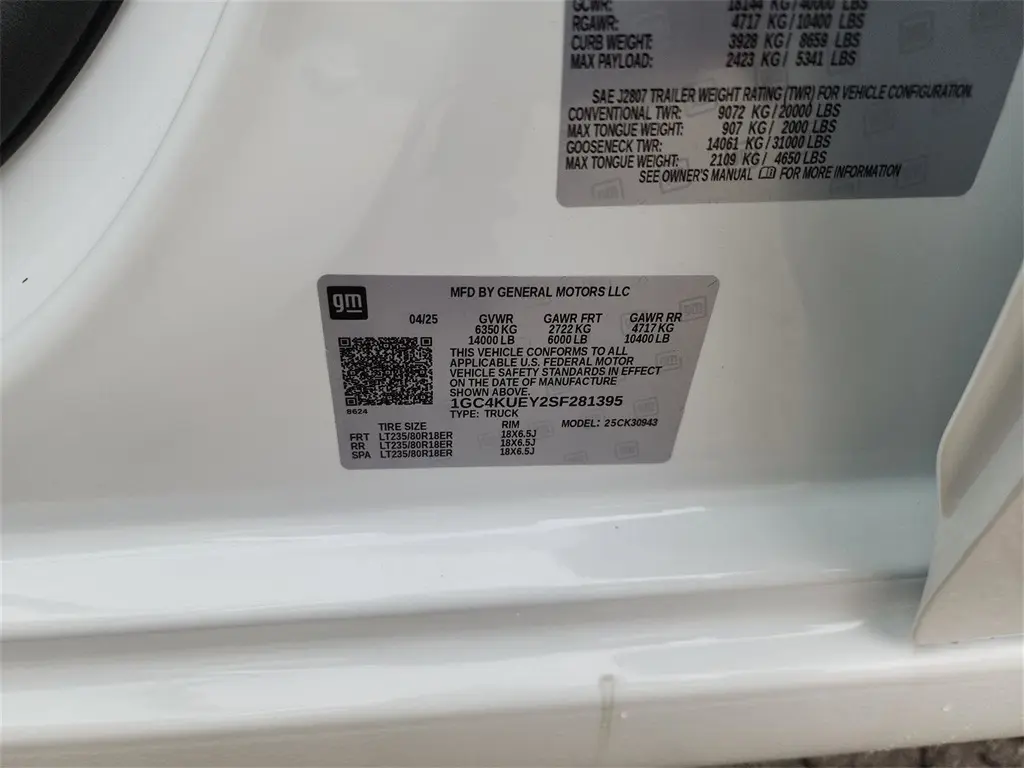 GCWR: 18144 KG/40000 LBS
RGAWR: 4717 KG/10400 LBS
CURB WEIGHT: 3928 KG/ 8658 LBS
MAX PAYLOAD: 2423 KG/ 5341 LBS
SAE J2807 TRAILER WEIGHT RATING (TWR) FOR VEHICLE CONFIGURATION
CONVENTIONAL TWR: 9072 KG/20000 LBS
MAX TONGUE WEIGHT: 907 KG/ 2000 LBS
GOOSENECK TWR: 14061 KG/31000 LBS
MAX TONGUE WEIGHT: 2109 KG/ 4650 LBS
SEE OWNER'S MANUAL FOR MORE INFORMATION
gm
MFD BY GENERAL MOTORS LLC
04/25 GVWR GAWR FRT GAWR RR
6350 KG 2722 KG 4717 KG
14000 LB 6000 LB 10400 LB
THIS VEHICLE CONFORMS TO ALL
APPLICABLE U.S. FEDERAL MOTOR
VEHICLE SAFETY STANDARDS IN EFFECT
ON THE DATE OF MANUFACTURE
SHOWN ABOVE.
8624
1GC4KUEY2SF281395
TYPE: TRUCK
TIRE SIZE RIM MODEL: 25CK30943
FRT LT235/80R18ER 18X6.5J
RR LT235/80R18ER 18X6.5J
SPA LT235/80R18ER 18X6.5J